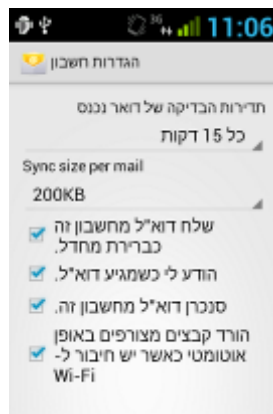 3G 11:06
הגדרות חשבון
תדירות הבדיקה של דואר נכנס
כל 15 דקות
Sync size per mail
200KB
שלח דוא"ל מחשבון זה
כברירת מחדל.
הודע לי כשמגיע דוא"ל.
סנכרן דוא"ל מחשבון זה.
הורד קבצים מצורפים באופן
אוטומטי כאשר יש חיבור ל-
Wi-Fi